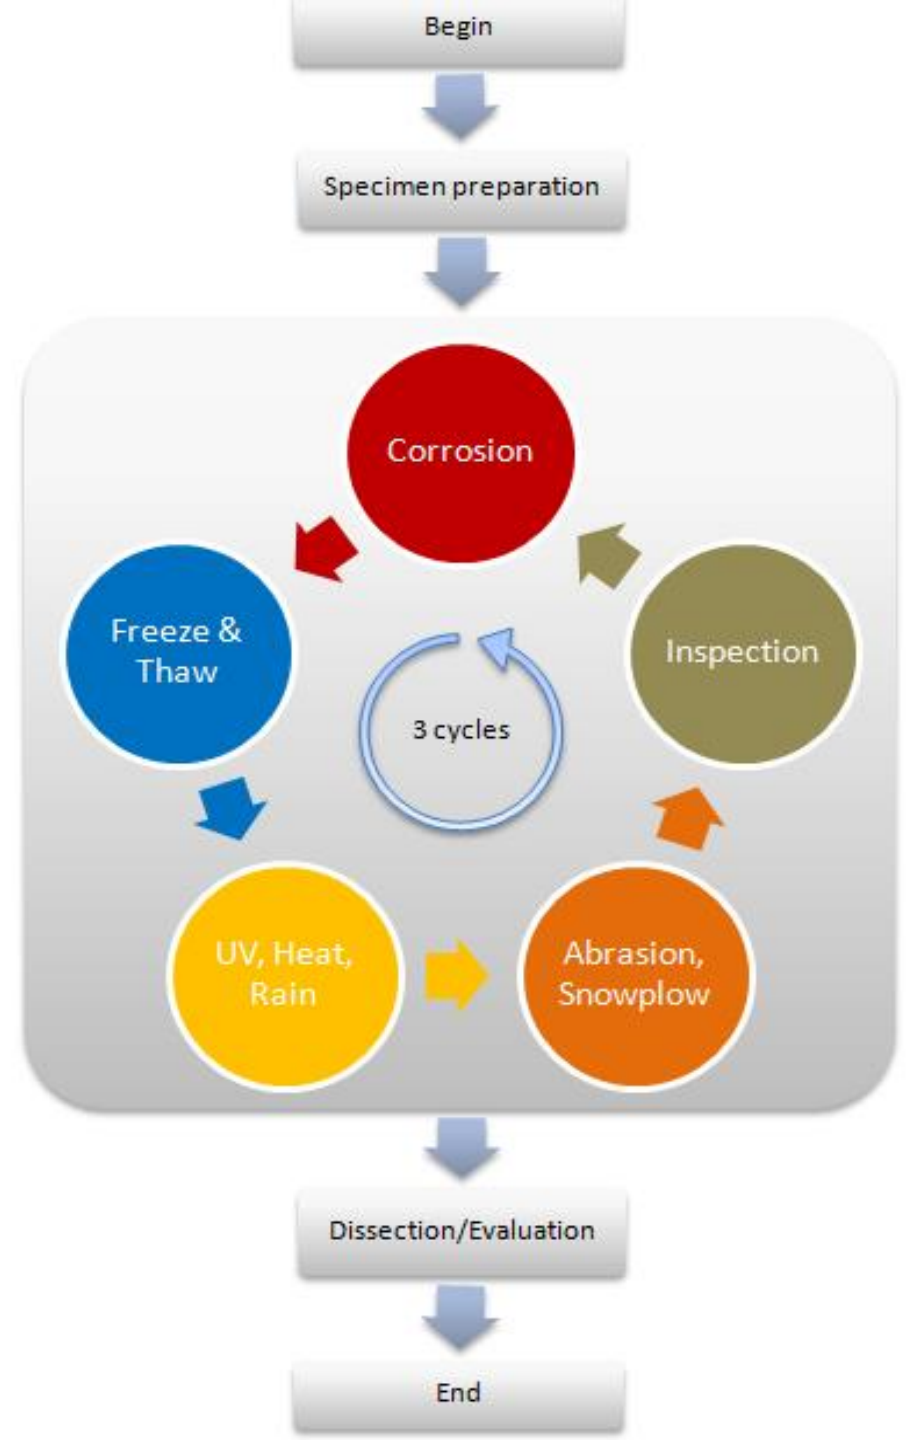 Begin
Specimen preparation
Corrosion
Freeze &
Thaw
Inspection
3 cycles
UV, Heat,
Rain
Abrasion,
Snowplow
Dissection/Evaluation
End